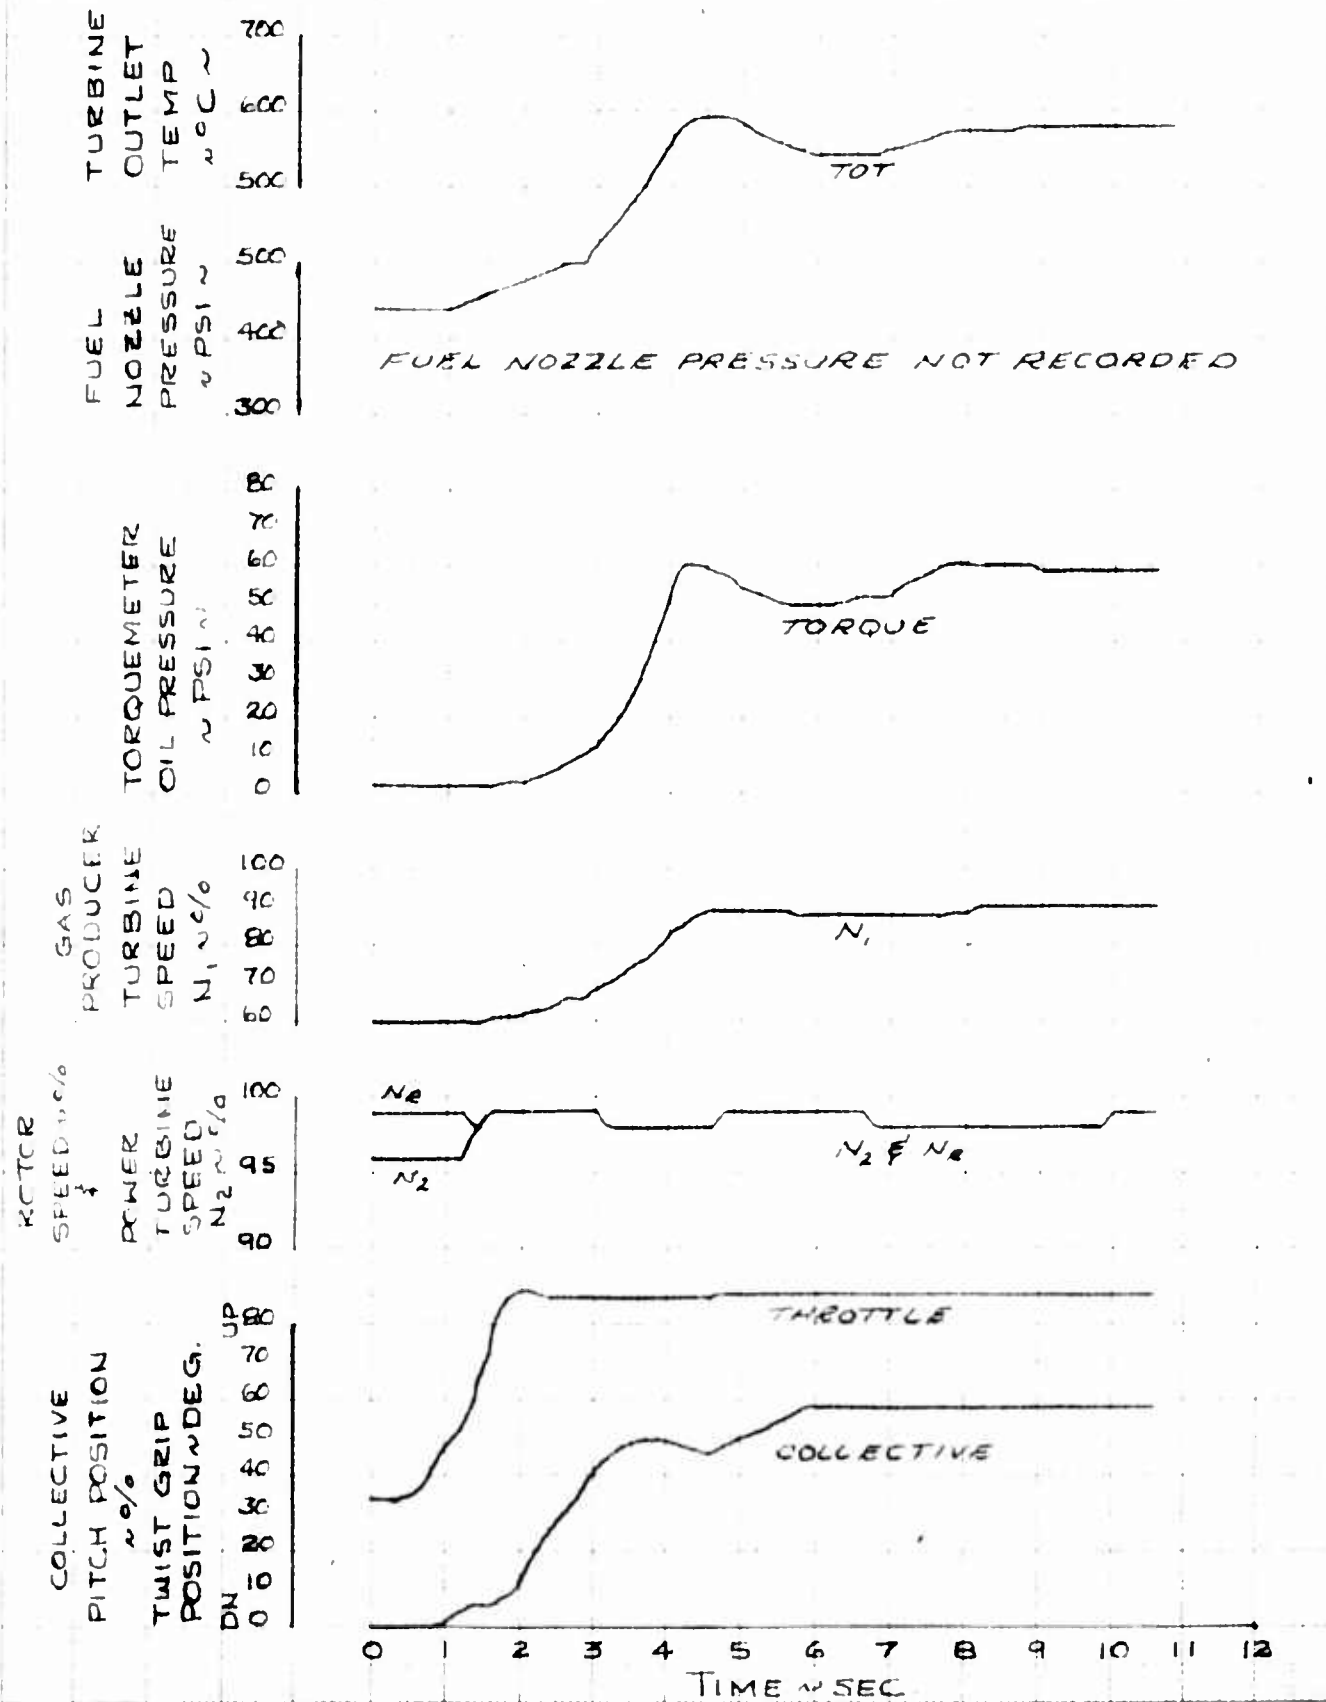 TURBINE
OUTLET
TEMP
~ °C ~
700
600
500
TOT
FUEL
NOZZLE
PRESSURE
~ PSI ~
500
400
300
FUEL NOZZLE PRESSURE NOT RECORDED
TORQUEMETER
OIL PRESSURE
~ PSI ~
80
70
60
50
40
30
20
10
0
TORQUE
GAS
PRODUCER
TURBINE
SPEED
N1 ~ %
100
90
80
70
60
N1
ROTOR
SPEED ~ %
&
POWER
TURBINE
SPEED
N2 ~ %
100
95
90
NR
N2
N2 & NR
COLLECTIVE
PITCH POSITION
~ %
TWIST GRIP
POSITION ~ DEG.
UP
80
70
60
50
40
30
20
10
0
DN
THROTTLE
COLLECTIVE
0 1 2 3 4 5 6 7 8 9 10 11 12
TIME ~ SEC